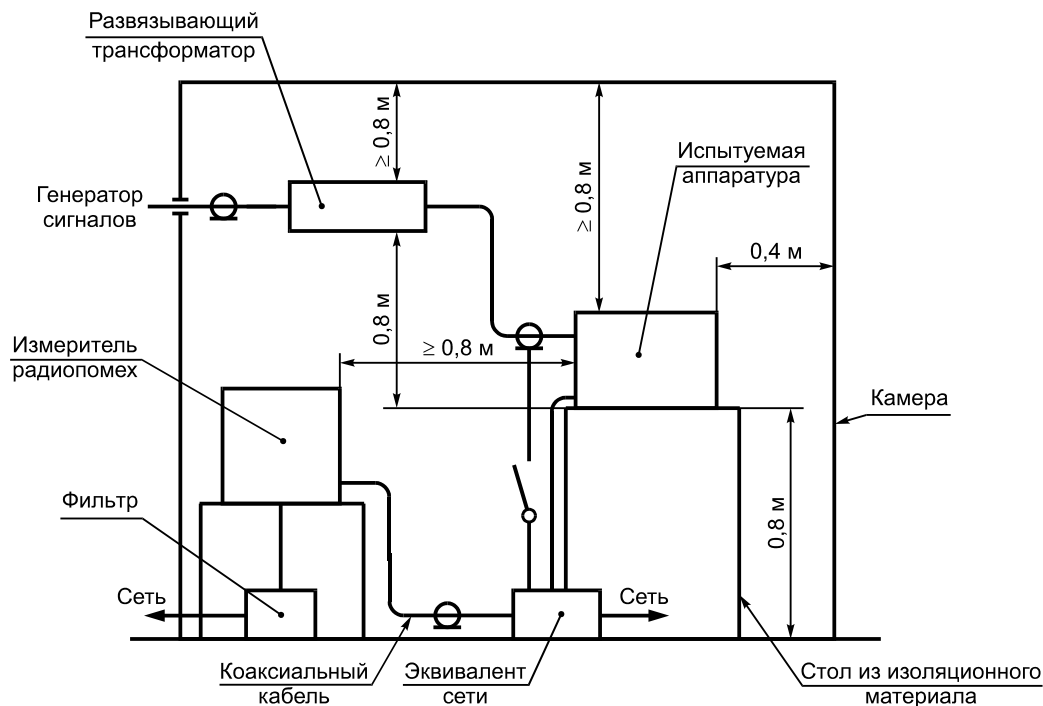 Развязывающий
трансформатор
≥ 0,8 м
≥ 0,8 м
Испытуемая
аппаратура
Генератор
сигналов
0,4 м
0,8 м
Измеритель
радиопомех
≥ 0,8 м
Камера
Фильтр
0,8 м
Сеть
Сеть
Коаксиальный
кабель
Эквивалент
сети
Стол из изоляционного
материала